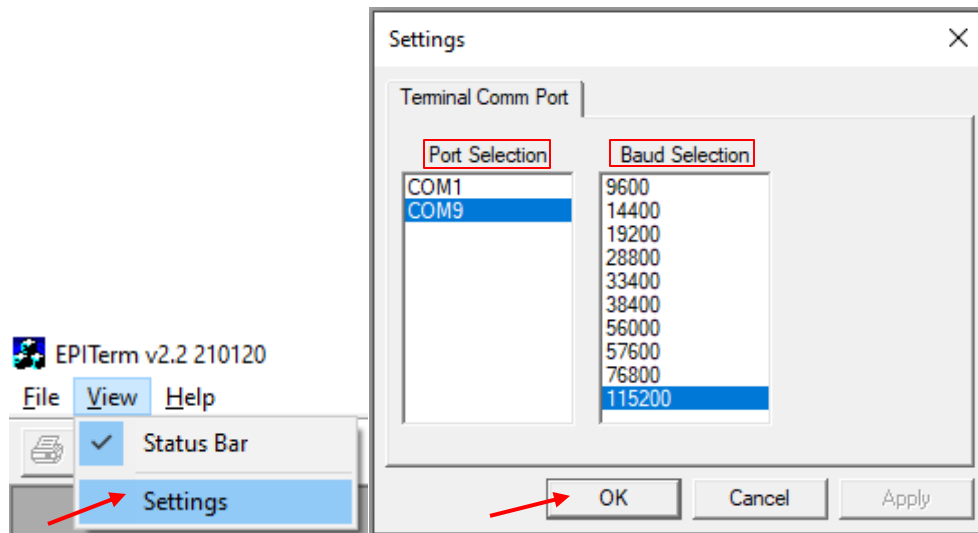 EPITerm v2.2 210120
File View Help
Status Bar
Settings
Settings
Terminal Comm Port
Port Selection
COM1
COM9
Baud Selection
9600
14400
19200
28800
33400
38400
56000
57600
76800
115200
OK Cancel Apply